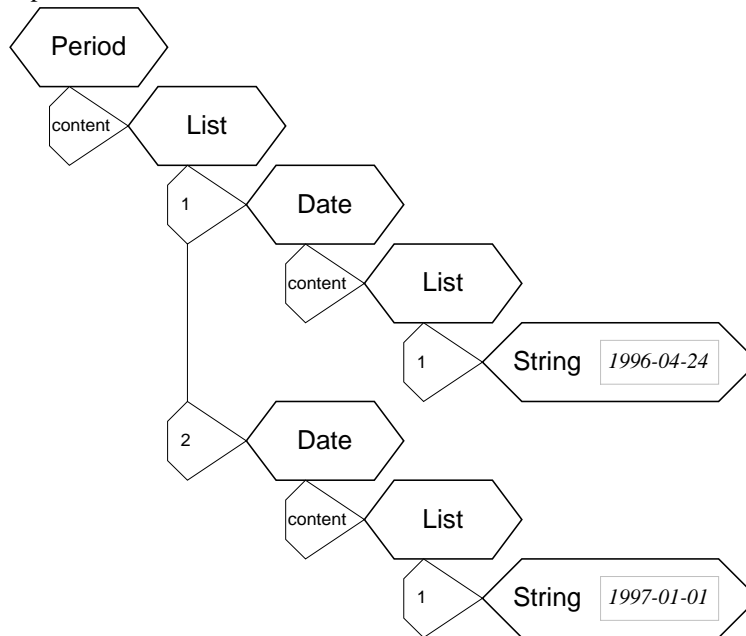 Period
content
List
1
Date
content
List
1
String 1996-04-24
2
Date
content
List
1
String 1997-01-01